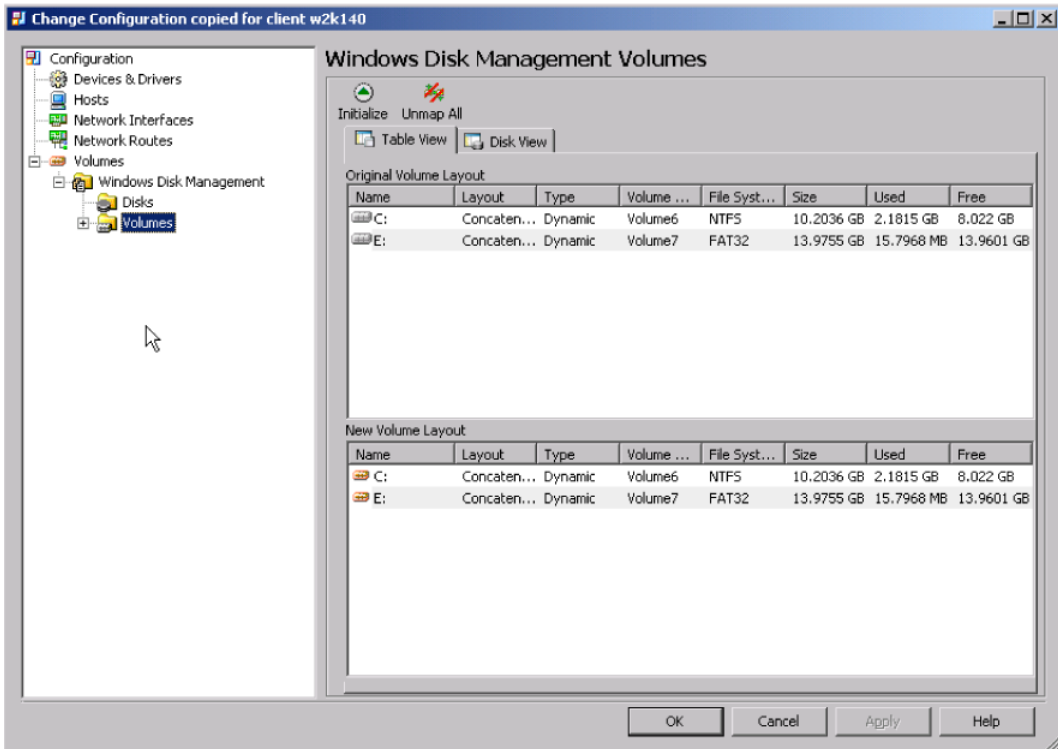 Change Configuration copied for client w2k140
Configuration
Devices & Drivers
Hosts
Network Interfaces
Network Routes
Volumes
Windows Disk Management
Disks
Volumes
Windows Disk Management Volumes
Initialize Unmap All
Table View Disk View
Original Volume Layout
Name Layout Type Volume ... File Syst... Size Used Free
C: Concaten... Dynamic Volume6 NTFS 10.2036 GB 2.1815 GB 8.022 GB
E: Concaten... Dynamic Volume7 FAT32 13.9755 GB 15.7968 MB 13.9601 GB
New Volume Layout
Name Layout Type Volume ... File Syst... Size Used Free
C: Concaten... Dynamic Volume6 NTFS 10.2036 GB 2.1815 GB 8.022 GB
E: Concaten... Dynamic Volume7 FAT32 13.9755 GB 15.7968 MB 13.9601 GB
OK Cancel Apply Help